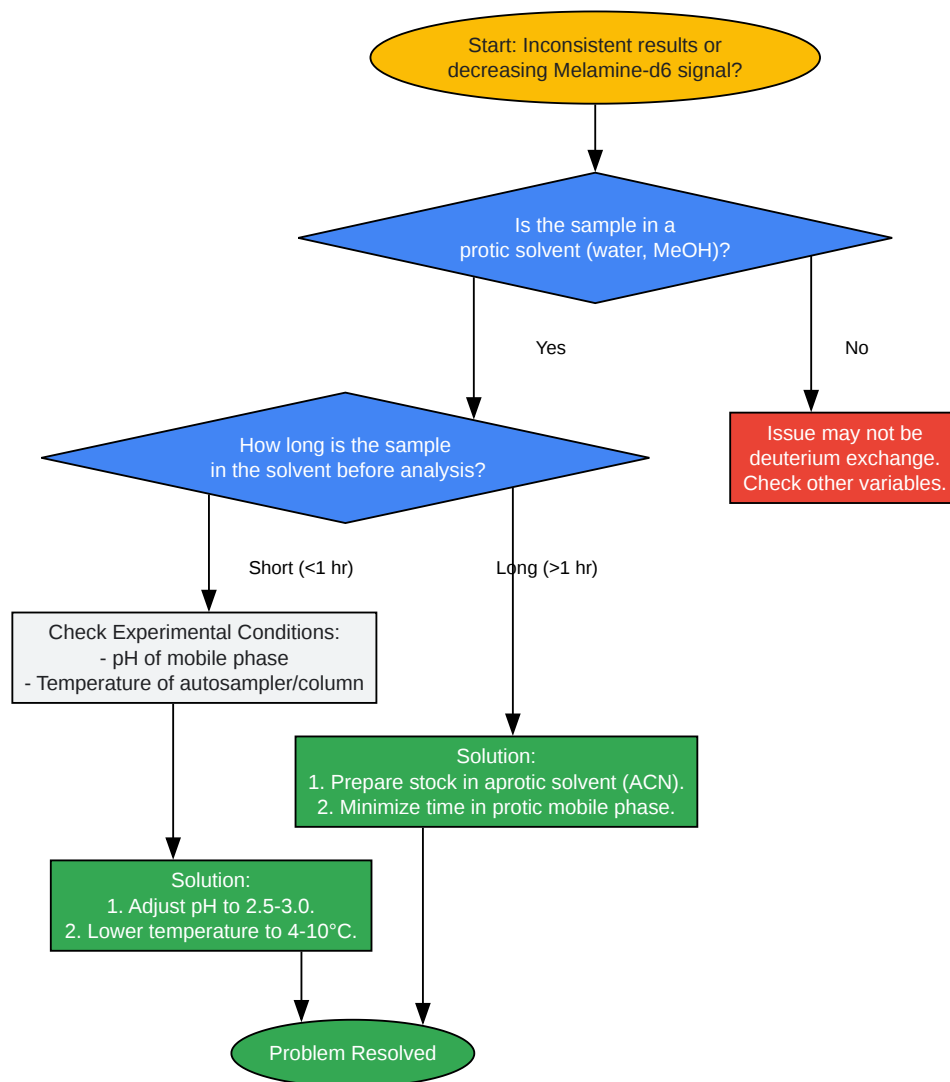 Start: Inconsistent results or
decreasing Melamine-d6 signal?
Is the sample in a
protic solvent (water, MeOH)?
Yes
No
How long is the sample
in the solvent before analysis?
Issue may not be
deuterium exchange.
Check other variables.
Short (<1 hr)
Long (>1 hr)
Check Experimental Conditions:
- pH of mobile phase
- Temperature of autosampler/column
Solution:
1. Prepare stock in aprotic solvent (ACN).
2. Minimize time in protic mobile phase.
Solution:
1. Adjust pH to 2.5-3.0.
2. Lower temperature to 4-10°C.
Problem Resolved